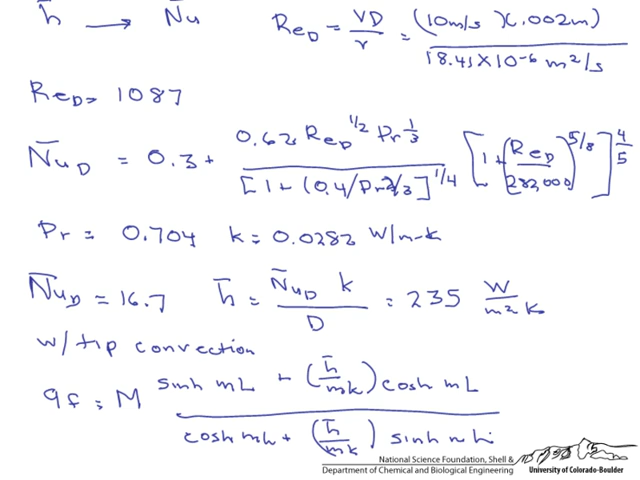 h̅ → N̅u Re_D = VD/ν = (10 m/s)(.002m) / 18.41 × 10⁻⁶ m²/s
Re_D = 1087
N̅u_D = 0.3 + 0.62 Re_D^1/2 Pr^1/3 / [1 + (0.4/Pr)^2/3]^1/4 [1 + (Re_D / 282,000)^5/8]^4/5
Pr = 0.704 k = 0.0282 W/m-k
N̅u_D = 16.7 h̅ = N̅u_D k / D = 235 W / m² K
w/ tip convection
q_f = M sinh mL + (h̅/mk) cosh mL / cosh mL + (h̅/mk) sinh mL
National Science Foundation, Shell &
Department of Chemical and Biological Engineering University of Colorado-Boulder